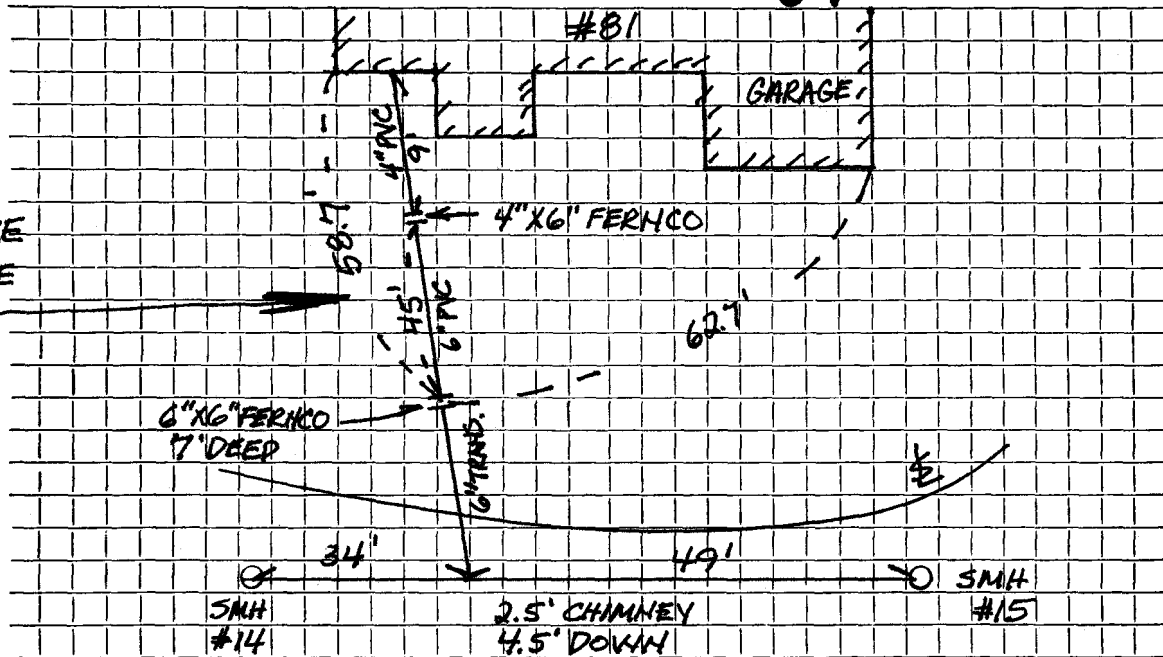 #81
GARAGE
4" PVC
9'
58.7'
4"X6" FERNCO
45'
6" PVC
62.7'
6"X6" FERNCO
7' DEEP
6" TRANS.
34'
49'
SMH
#14
2.5' CHIMNEY
4.5' DOWN
SMH
#15